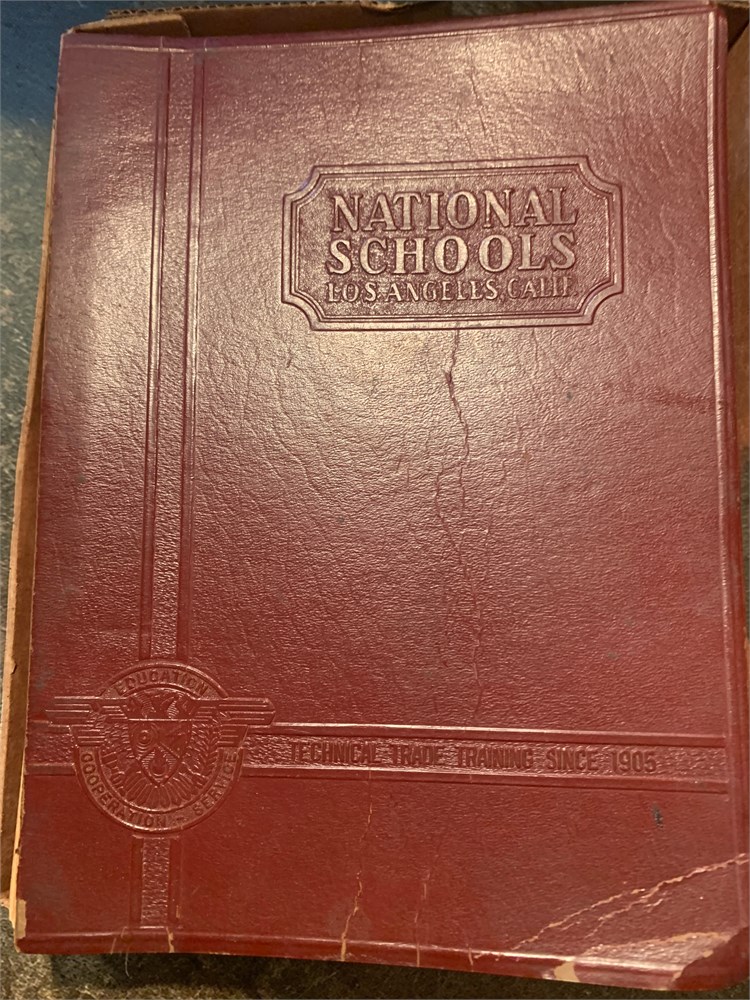 NATIONAL
SCHOOLS
LOS ANGELES, CALIF.
EDUCATION
COOPERATION - SERVICE
TECHNICAL TRADE TRAINING SINCE 1905